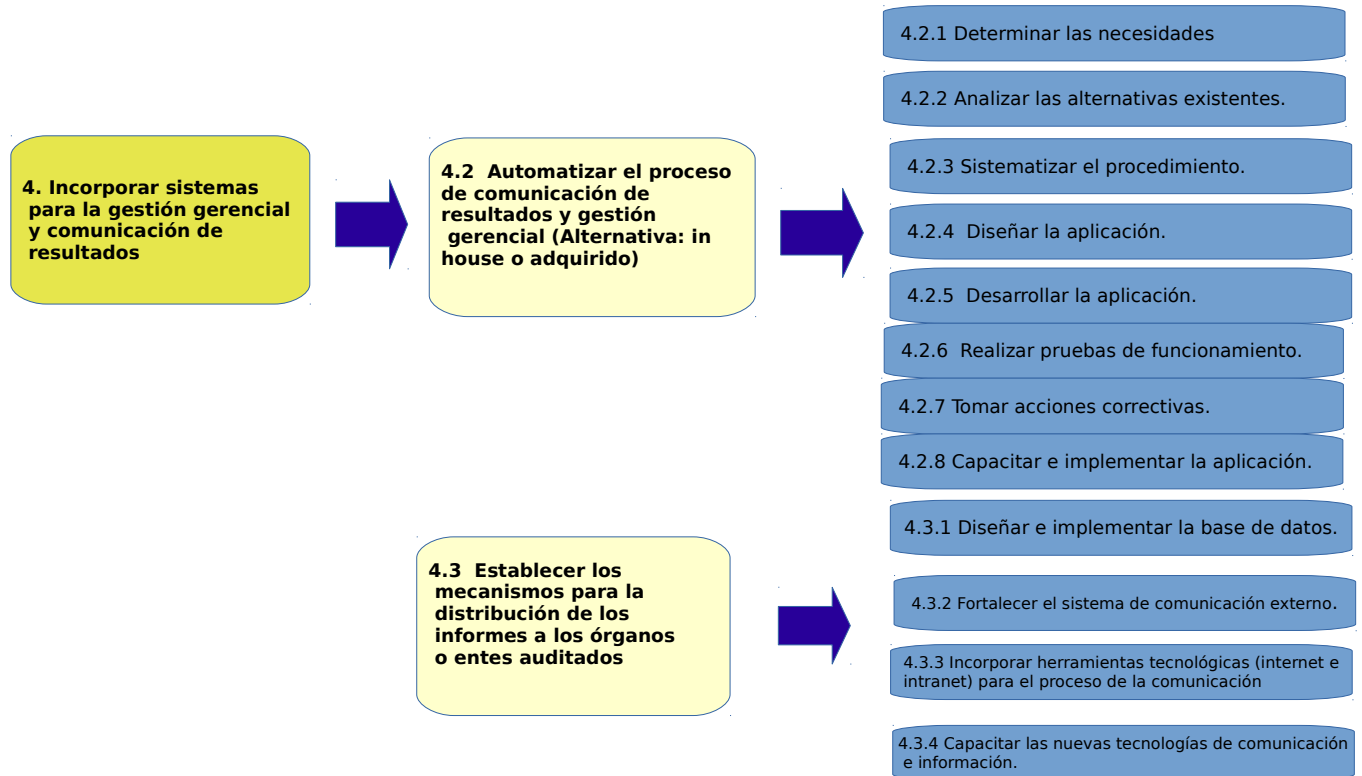 4. Incorporar sistemas
para la gestión gerencial
y comunicación de
resultados
4.2 Automatizar el proceso
de comunicación de
resultados y gestión
gerencial (Alternativa: in
house o adquirido)
4.2.1 Determinar las necesidades
4.2.2 Analizar las alternativas existentes.
4.2.3 Sistematizar el procedimiento.
4.2.4 Diseñar la aplicación.
4.2.5 Desarrollar la aplicación.
4.2.6 Realizar pruebas de funcionamiento.
4.2.7 Tomar acciones correctivas.
4.2.8 Capacitar e implementar la aplicación.
4.3 Establecer los
mecanismos para la
distribución de los
informes a los órganos
o entes auditados
4.3.1 Diseñar e implementar la base de datos.
4.3.2 Fortalecer el sistema de comunicación externo.
4.3.3 Incorporar herramientas tecnológicas (internet e
intranet) para el proceso de la comunicación
4.3.4 Capacitar las nuevas tecnologías de comunicación
e información.